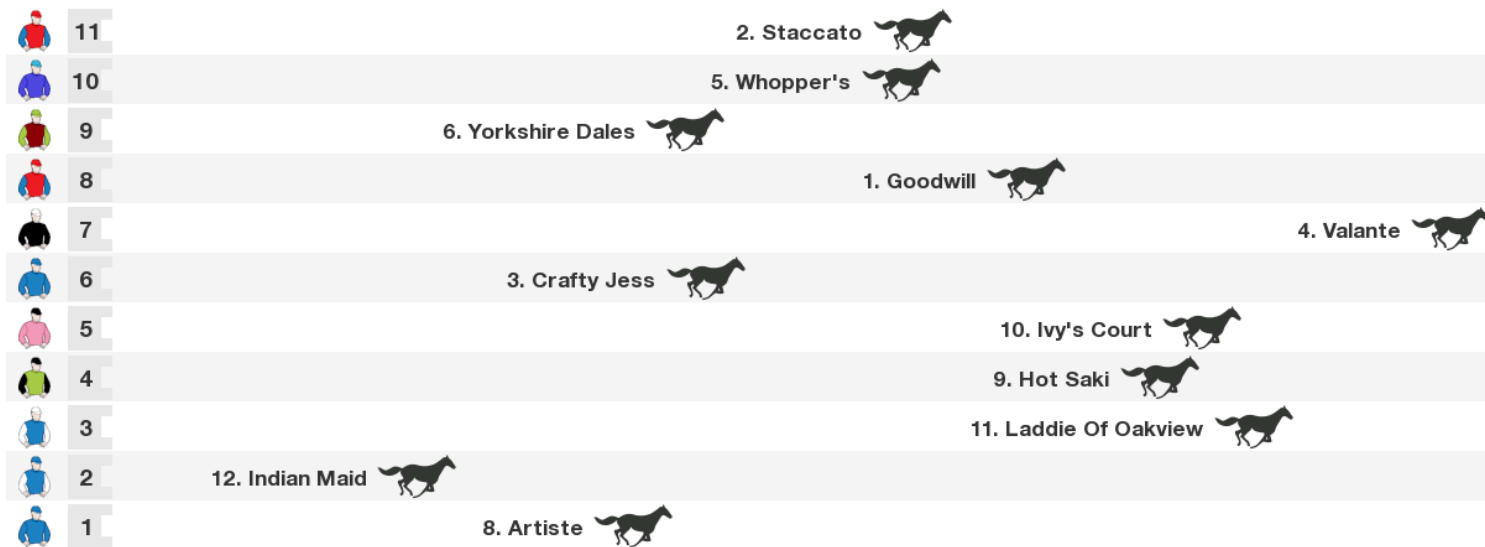 11 2. Staccato
10 5. Whopper's
9 6. Yorkshire Dales
8 1. Goodwill
7 4. Valante
6 3. Crafty Jess
5 10. Ivy's Court
4 9. Hot Saki
3 11. Laddie Of Oakview
2 12. Indian Maid
1 8. Artiste